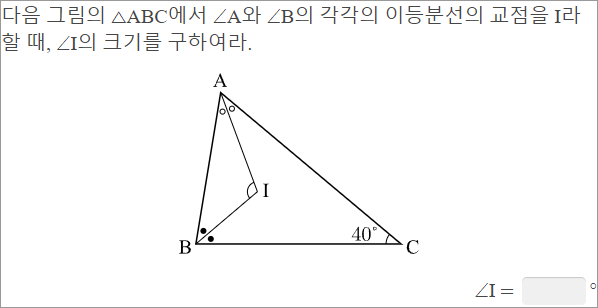 다음 그림의 △ABC에서 ∠A와 ∠B의 각각의 이등분선의 교점을 I라
할 때, ∠I의 크기를 구하여라.
A
I
B
40°
C
∠I = °